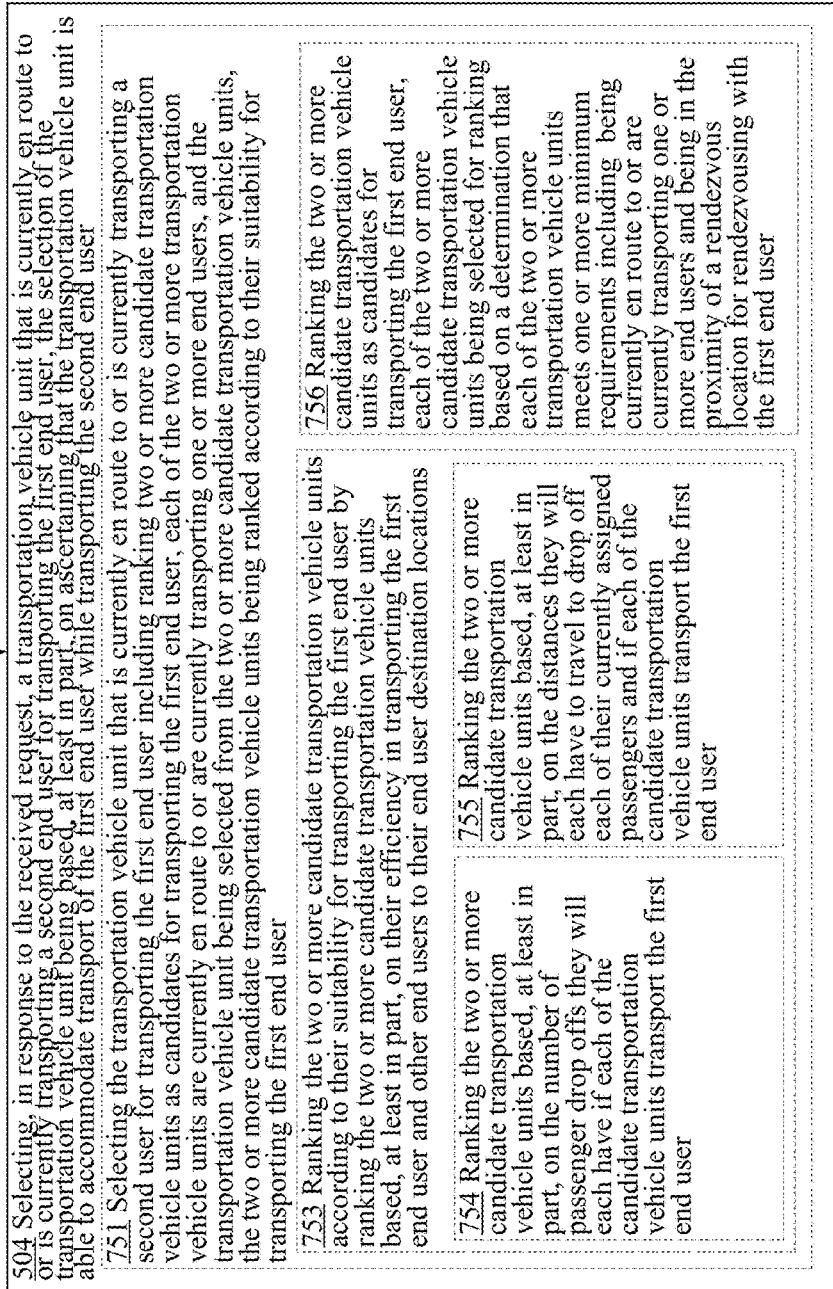 504 Selecting, in response to the received request, a transportation vehicle unit that is currently en route to
or is currently transporting a second end user for transporting the first end user, the selection of the
transportation vehicle unit being based, at least in part, on ascertaining that the transportation vehicle unit is
able to accommodate transport of the first end user while transporting the second end user
751 Selecting the transportation vehicle unit that is currently en route to or is currently transporting a
second user for transporting the first end user including ranking two or more candidate transportation
vehicle units as candidates for transporting the first end user, each of the two or more transportation
vehicle units are currently en route to or are currently transporting one or more end users, and the
transportation vehicle unit being selected from the two or more candidate transportation vehicle units,
the two or more candidate transportation vehicle units being ranked according to their suitability for
transporting the first end user
753 Ranking the two or more candidate transportation vehicle units
according to their suitability for transporting the first end user by
ranking the two or more candidate transportation vehicle units
based, at least in part, on their efficiency in transporting the first
end user and other end users to their end user destination locations
754 Ranking the two or more
candidate transportation
vehicle units based, at least in
part, on the number of
passenger drop offs they will
each have if each of the
candidate transportation
vehicle units transport the first
end user
755 Ranking the two or more
candidate transportation
vehicle units based, at least in
part, on the distances they will
each have to travel to drop off
each of their currently assigned
passengers and if each of the
candidate transportation
vehicle units transport the first
end user
756 Ranking the two or more
candidate transportation vehicle
units as candidates for
transporting the first end user,
each of the two or more
candidate transportation vehicle
units being selected for ranking
based on a determination that
each of the two or more
transportation vehicle units
meets one or more minimum
requirements including being
currently en route to or are
currently transporting one or
more end users and being in the
proximity of a rendezvous
location for rendezvousing with
the first end user